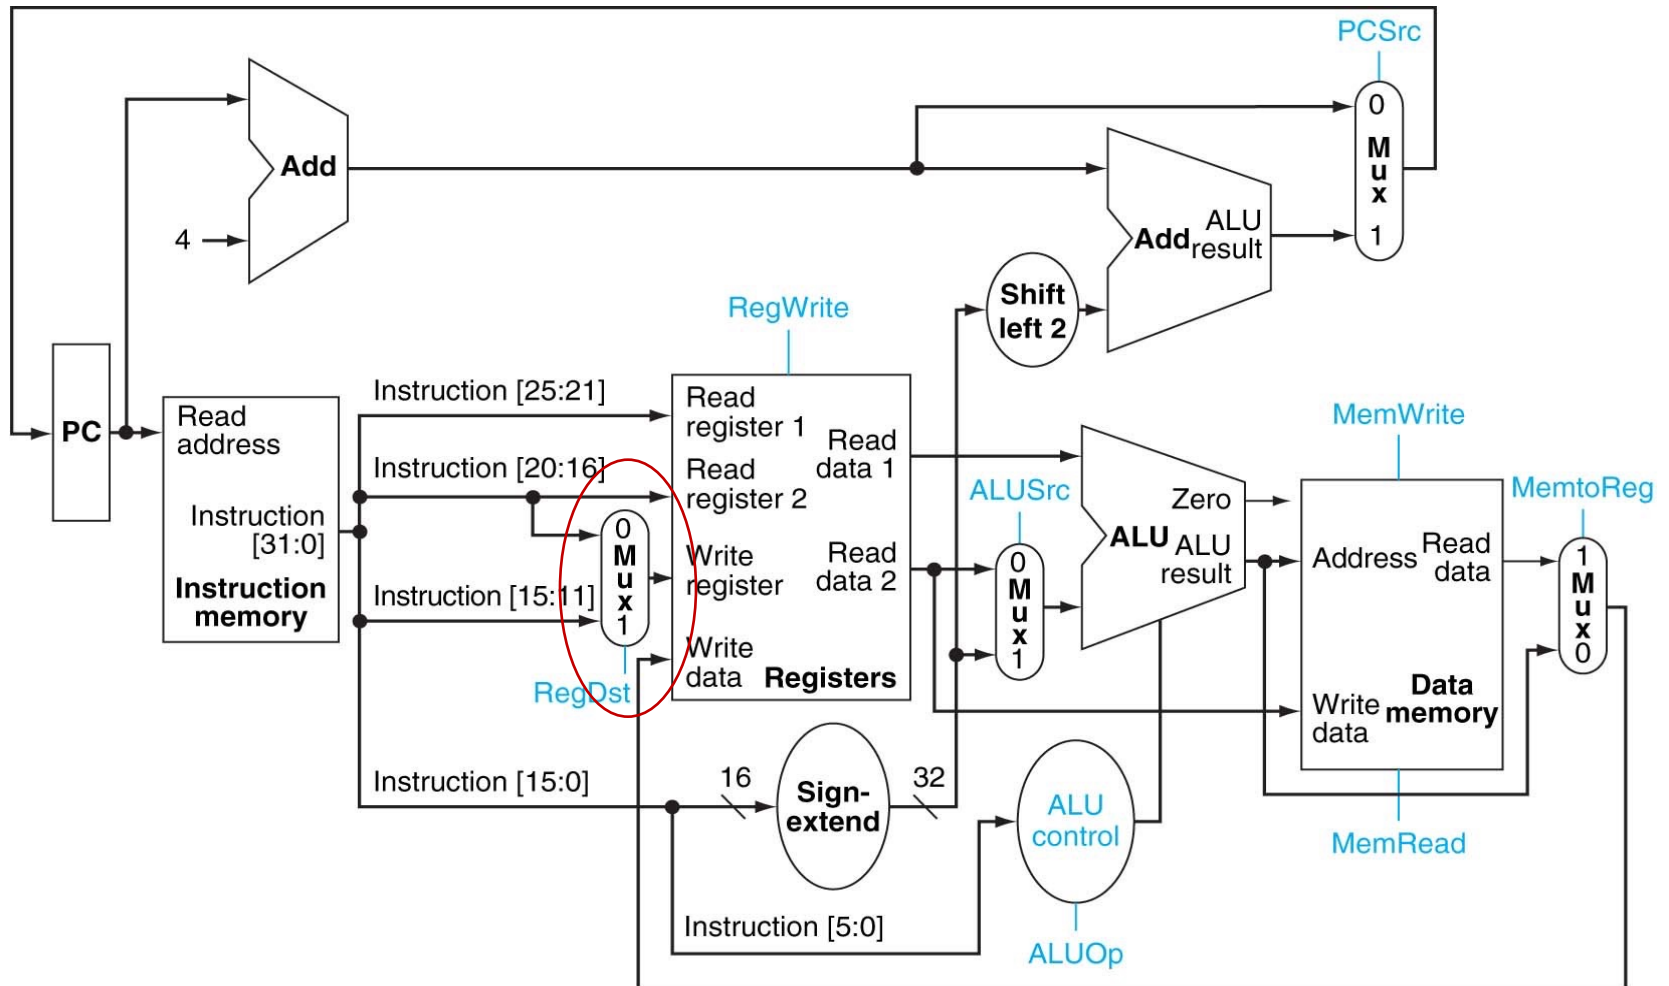 PCSrc
0
M
u
x
1
Add
4
Add
ALU
result
Shift
left 2
RegWrite
PC
Read
address
Instruction
[31:0]
Instruction
memory
Instruction [25:21]
Instruction [20:16]
Instruction [15:11]
Instruction [15:0]
0
M
u
x
1
RegDst
Read
register 1
Read
register 2
Write
register
Write
data
Read
data 1
Read
data 2
Registers
16
Sign-
extend
32
ALUSrc
0
M
u
x
1
Zero
ALU
ALU
result
ALU
control
ALUOp
Instruction [5:0]
MemWrite
Address
Read
data
Write
data
Data
memory
MemRead
MemtoReg
1
M
u
x
0